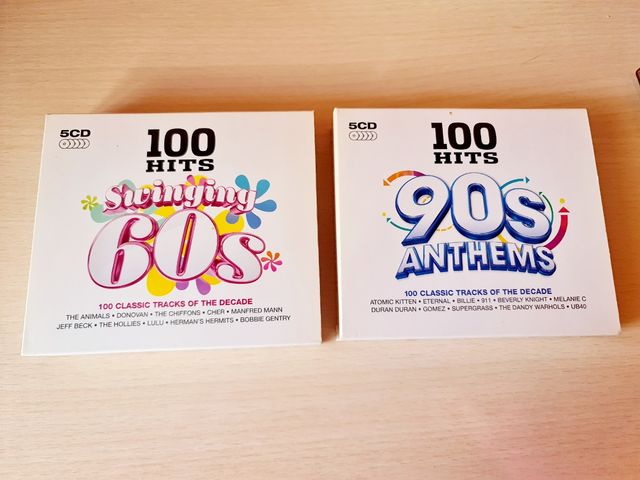 5CD
100
HITS
Swinging
60s
100 CLASSIC TRACKS OF THE DECADE
THE ANIMALS • DONOVAN • THE CHIFFONS • CHER • MANFRED MANN
JEFF BECK • THE HOLLIES • LULU • HERMAN'S HERMITS • BOBBIE GENTRY
5CD
100
HITS
90s
ANTHEMS
100 CLASSIC TRACKS OF THE DECADE
ATOMIC KITTEN • ETERNAL • BILLIE • 911 • BEVERLY KNIGHT • MELANIE C
DURAN DURAN • GOMEZ • SUPERGRASS • THE DANDY WARHOLS • UB40